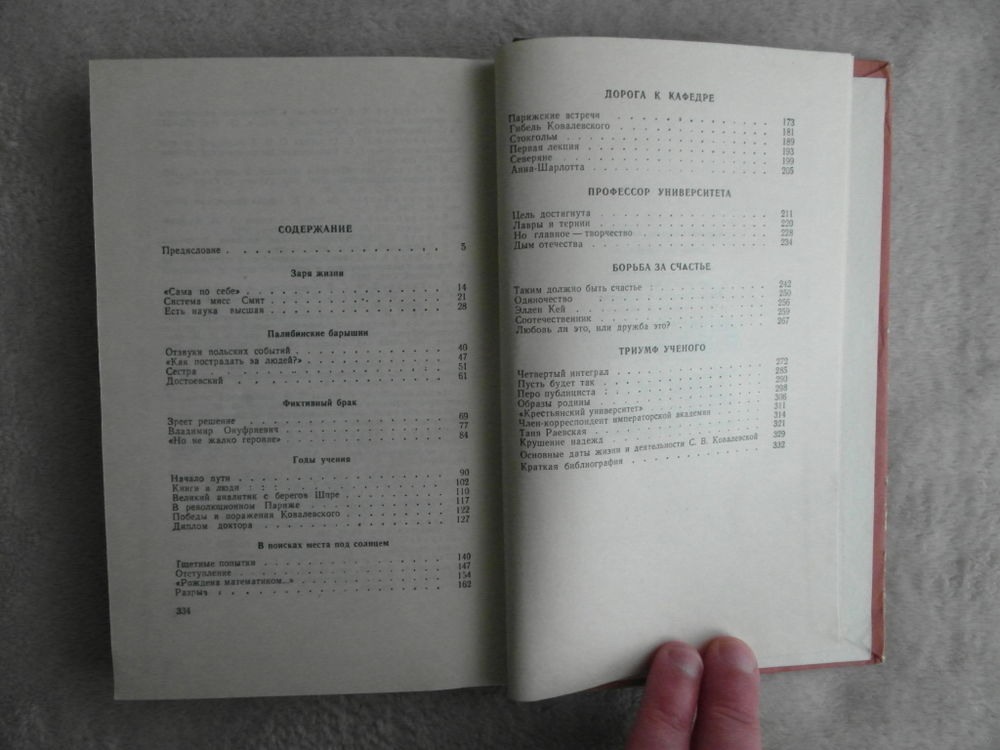 СОДЕРЖАНИЕ
Предисловие . . . . . . . . . . . . . . . 5
Заря жизни
«Сама по себе» . . . . . . . . . . . . . . 14
Система мисс Смит . . . . . . . . . . . . 21
Есть наука высшая . . . . . . . . . . . . 28
Палибинские барышни
Отзвуки польских событий . . . . . . . . . 40
«Как пострадать за людей?» . . . . . . . . 47
Сестра . . . . . . . . . . . . . . . . 51
Достоевский . . . . . . . . . . . . . . 61
Фиктивный брак
Зреет решение . . . . . . . . . . . . . 69
Владимир Онуфриевич . . . . . . . . . . . 77
«Но не жалко героине» . . . . . . . . . . 84
Годы учения
Начало пути . . . . . . . . . . . . . . 90
Книги и люди . . . . . . . . . . . . . . 102
Великий аналитик с берегов Шпре . . . . . . 110
В революционном Париже . . . . . . . . . 117
Победы и поражения Ковалевского . . . . . . 122
Диплом доктора . . . . . . . . . . . . . 127
В поисках места под солнцем
Тщетные попытки . . . . . . . . . . . . 140
Отступление . . . . . . . . . . . . . . 147
«Рождена математиком...» . . . . . . . . . 154
Разрыв . . . . . . . . . . . . . . . . 162
334
ДОРОГА К КАФЕДРЕ
Парижские встречи . . . . . . . . . . . 173
Гибель Ковалевского . . . . . . . . . . . 181
Стокгольм . . . . . . . . . . . . . . . 189
Первая лекция . . . . . . . . . . . . . 193
Северяне . . . . . . . . . . . . . . . 199
Анна-Шарлотта . . . . . . . . . . . . . 205
ПРОФЕССОР УНИВЕРСИТЕТА
Цель достигнута . . . . . . . . . . . . . 211
Лавры и тернии . . . . . . . . . . . . . 220
Но главное — творчество . . . . . . . . . 228
Дым отечества . . . . . . . . . . . . . 234
БОРЬБА ЗА СЧАСТЬЕ
Таким должно быть счастье . . . . . . . . 242
Одиночество . . . . . . . . . . . . . . 250
Эллен Кей . . . . . . . . . . . . . . . 256
Соотечественник . . . . . . . . . . . . . 259
Любовь ли это, или дружба это? . . . . . . 267
ТРИУМФ УЧЕНОГО
Четвертый интеграл . . . . . . . . . . . 272
Пусть будет так . . . . . . . . . . . . . 285
Перо публициста . . . . . . . . . . . . . 290
Образы родины . . . . . . . . . . . . . 298
«Крестьянский университет» . . . . . . . . 306
Член-корреспондент императорской академии . . 311
Таня Раевская . . . . . . . . . . . . . 314
Крушение надежд . . . . . . . . . . . . 321
Основные даты жизни и деятельности С. В. Ковалевской 329
Краткая библиография . . . . . . . . . . 332